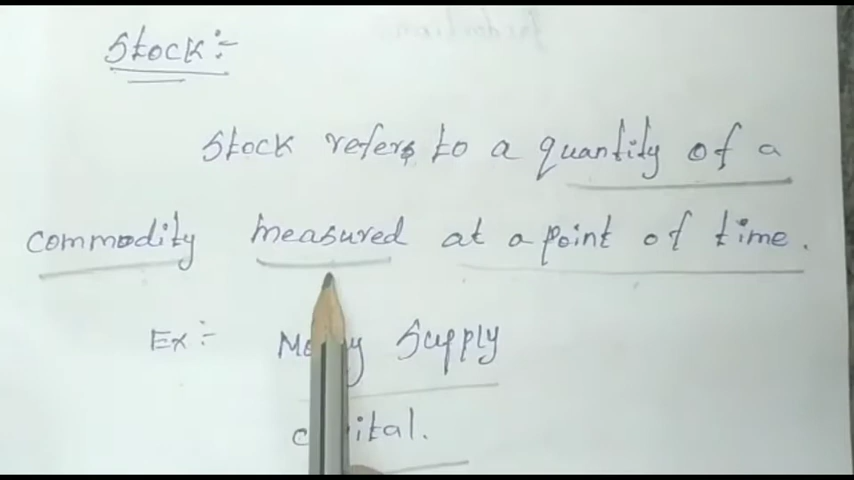 Stock:-
Stock refers to a quantity of a
commodity measured at a point of time.
Ex:- Supply